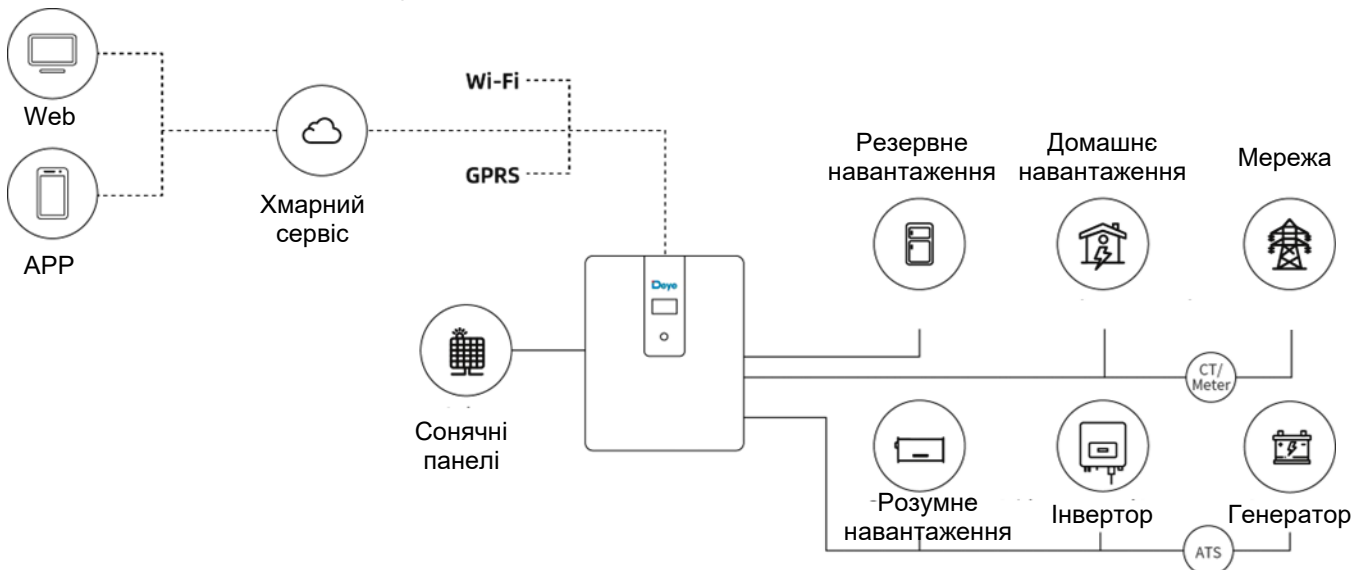 Web
APP
Хмарний
сервіс
Wi-Fi
GPRS
Deye
Сонячні
панелі
Резервне
навантаження
Домашнє
навантаження
Мережа
CT/
Meter
Розумне
навантаження
Інвертор
Генератор
ATS